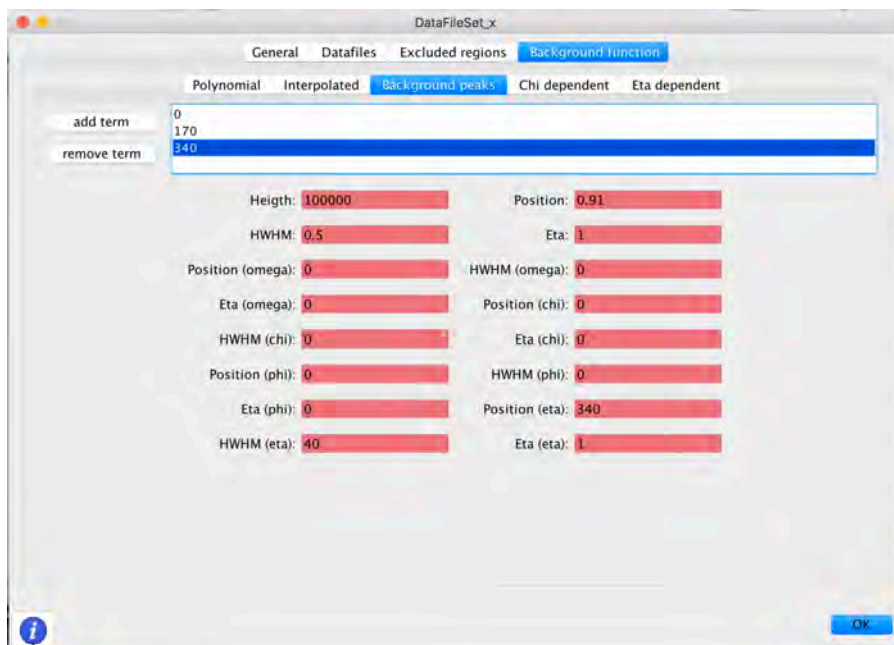 DataFileSet_x
General Datafiles Excluded regions Background function
Polynomial Interpolated Background peaks Chi dependent Eta dependent
add term
remove term
0
170
340
Heigth: 100000 Position: 0.91
HWHM: 0.5 Eta: 1
Position (omega): 0 HWHM (omega): 0
Eta (omega): 0 Position (chi): 0
HWHM (chi): 0 Eta (chi): 0
Position (phi): 0 HWHM (phi): 0
Eta (phi): 0 Position (eta): 340
HWHM (eta): 40 Eta (eta): 1
i
OK